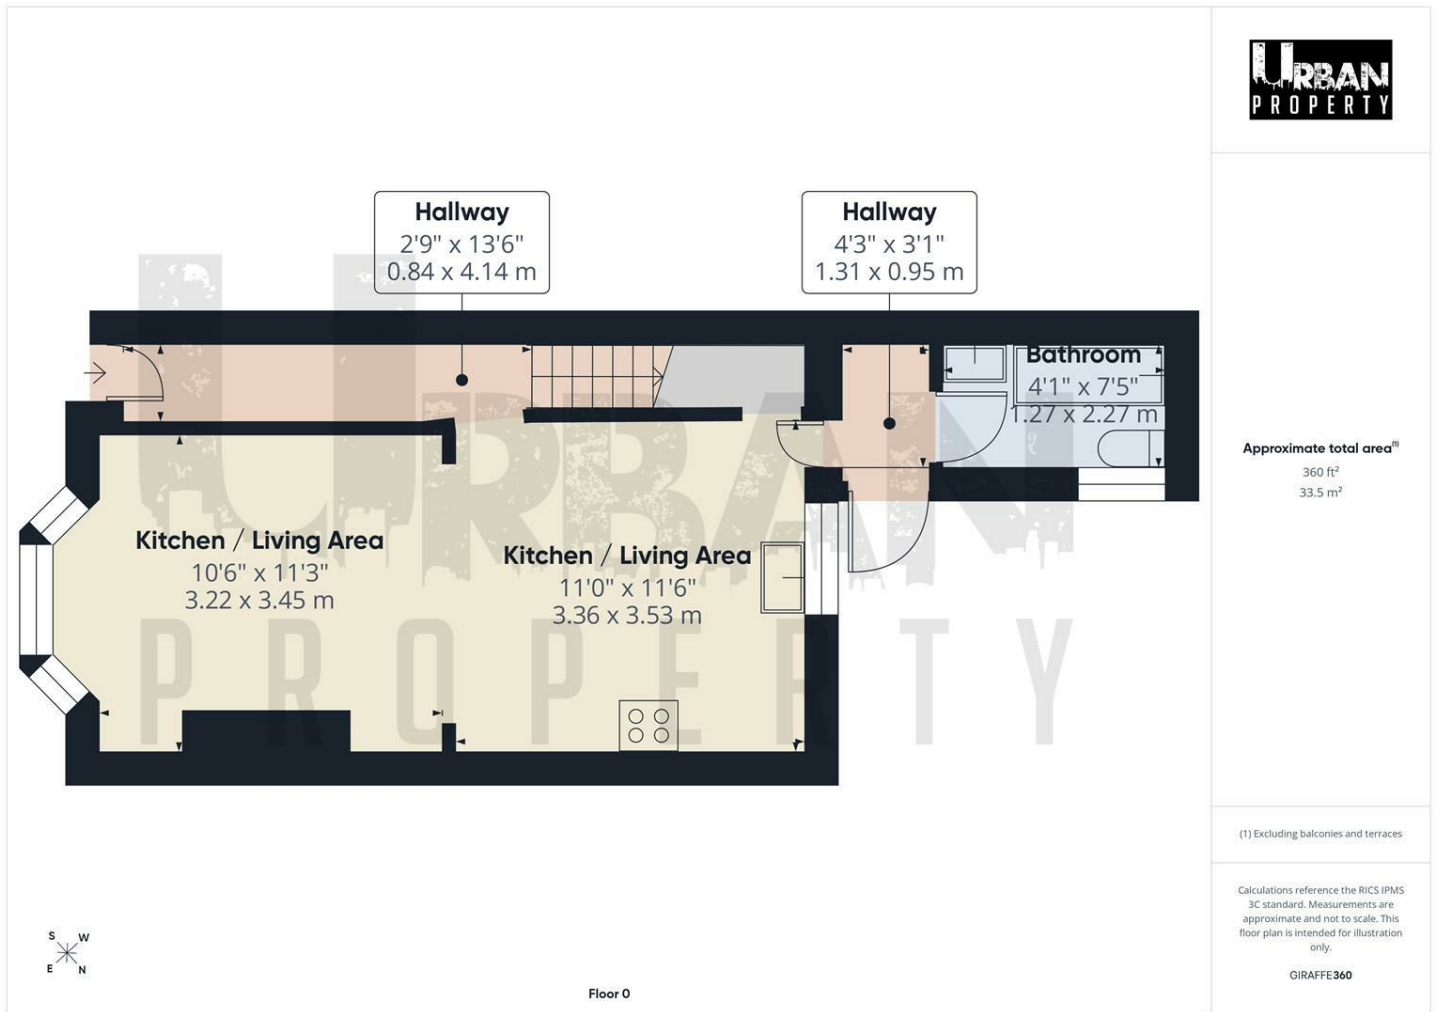 URBAN
PROPERTY
Hallway
2'9" x 13'6"
0.84 x 4.14 m
Hallway
4'3" x 3'1"
1.31 x 0.95 m
Bathroom
4'1" x 7'5"
1.27 x 2.27 m
Kitchen / Living Area
10'6" x 11'3"
3.22 x 3.45 m
Kitchen / Living Area
11'0" x 11'6"
3.36 x 3.53 m
URBAN
PROPERTY
Approximate total area(1)
360 ft²
33.5 m²
(1) Excluding balconies and terraces
Calculations reference the RICS IPMS
3C standard. Measurements are
approximate and not to scale. This
floor plan is intended for illustration
only.
GIRAFFE360
S W
E N
Floor 0